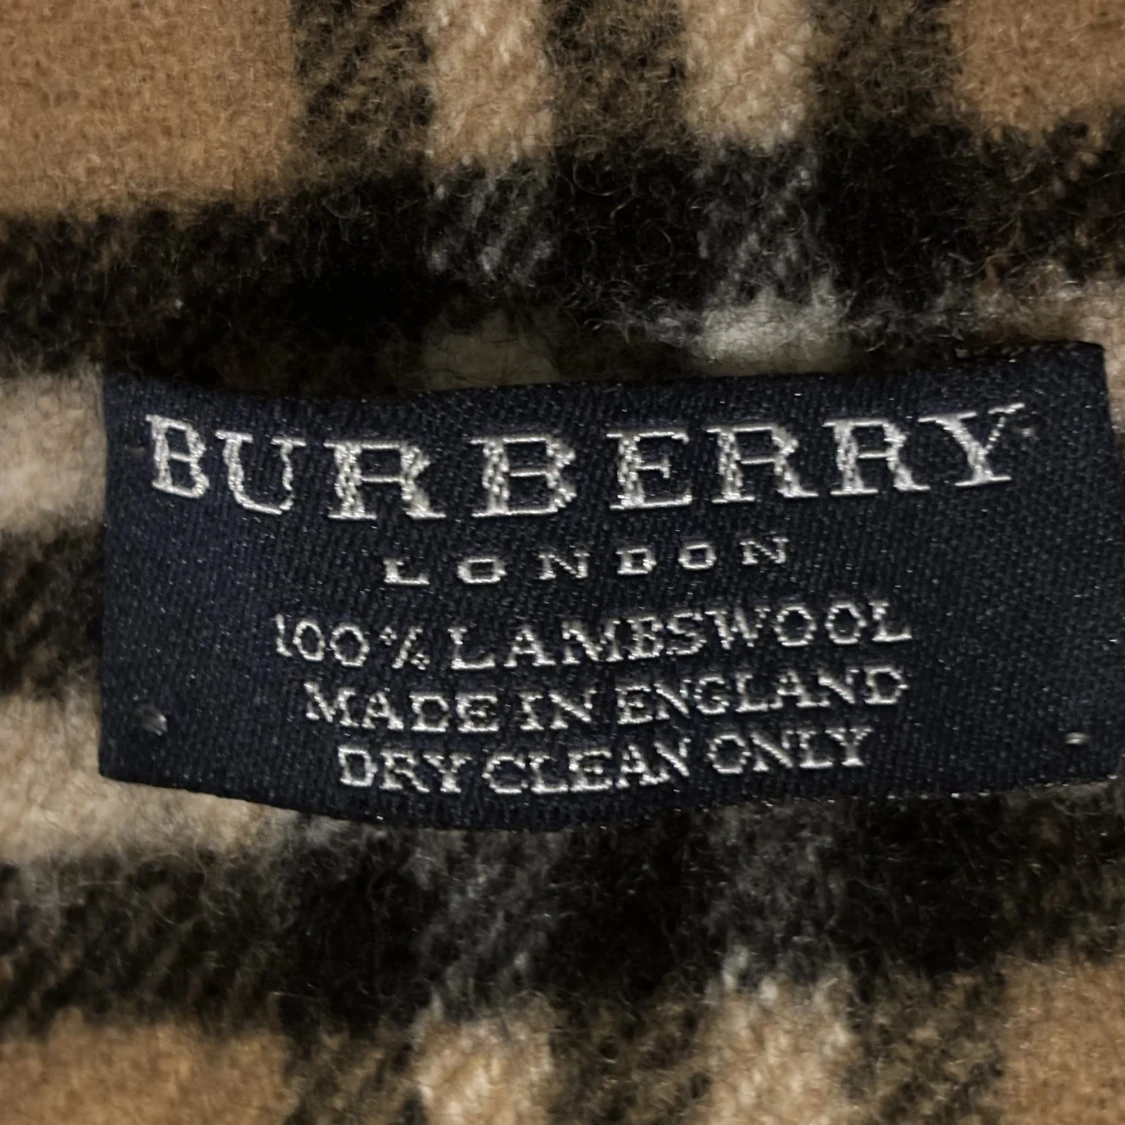 BURBERRY
LONDON
100% LAMBSWOOL
MADE IN ENGLAND
DRY CLEAN ONLY